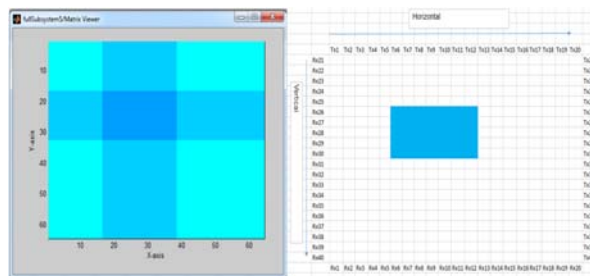 fullSubsystem5/Matrix Viewer
10
20
30
40
50
60
Y-axis
10 20 30 40 50 60
X-axis
Horizontal
Vertical
Tx1 Tx2 Tx3 Tx4 Tx5 Tx6 Tx7 Tx8 Tx9 Tx10 Tx11 Tx12 Tx13 Tx14 Tx15 Tx16 Tx17 Tx18 Tx19 Tx20
Rx21
Rx22
Rx23
Rx24
Rx25
Rx26
Rx27
Rx28
Rx29
Rx30
Rx31
Rx32
Rx33
Rx34
Rx35
Rx36
Rx37
Rx38
Rx39
Rx40
Rx1 Rx2 Rx3 Rx4 Rx5 Rx6 Rx7 Rx8 Rx9 Rx10 Rx11 Rx12 Rx13 Rx14 Rx15 Rx16 Rx17 Rx18 Rx19 Rx20